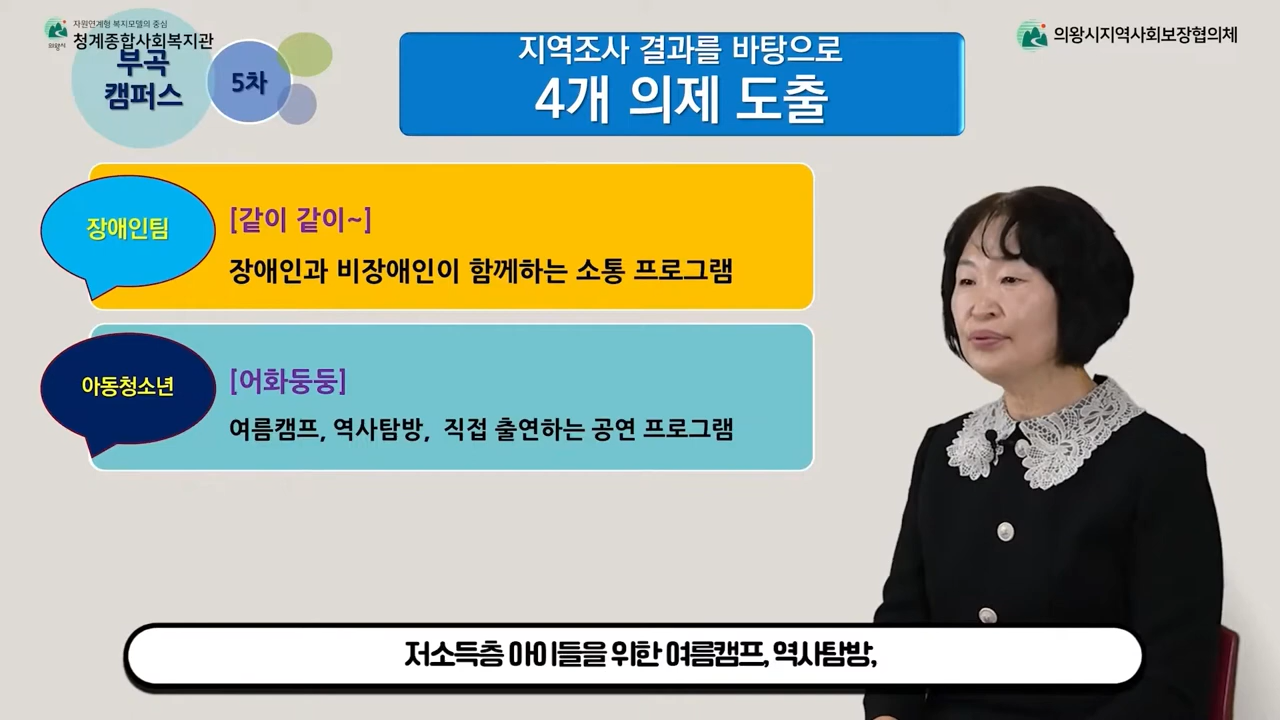 자원연계형 복지모델의 중심
의왕시 청계종합사회복지관
의왕시지역사회보장협의체
부곡
캠퍼스
5차
지역조사 결과를 바탕으로
4개 의제 도출
장애인팀
[같이 같이~]
장애인과 비장애인이 함께하는 소통 프로그램
아동청소년
[어화둥둥]
여름캠프, 역사탐방, 직접 출연하는 공연 프로그램
저소득층 아이들을 위한 여름캠프, 역사탐방,